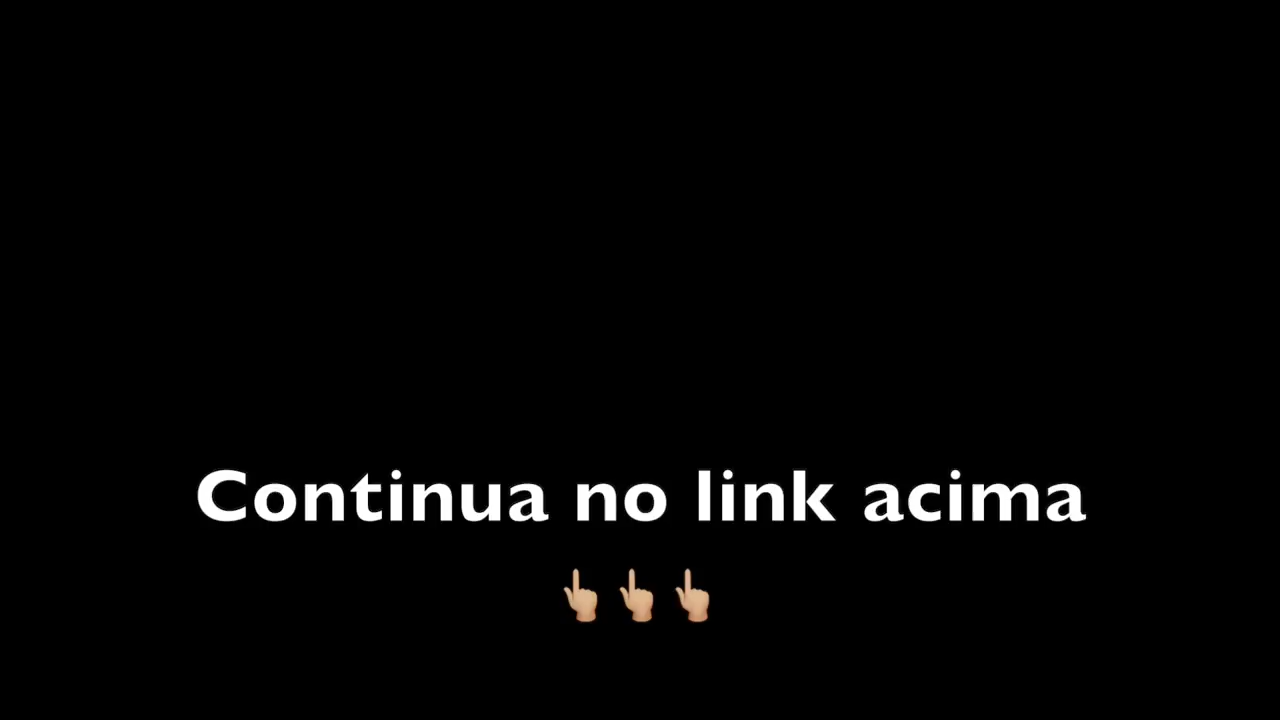 Continua no link acima
👆🏼👆🏼👆🏼